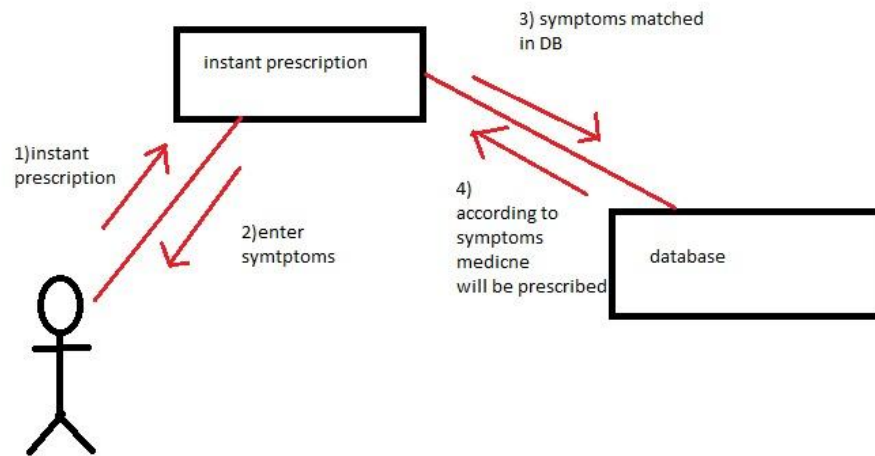 instant prescription
3) symptoms matched
in DB
1)instant
prescription
2)enter
symtptoms
4)
according to
symptoms
medicne
will be prescribed
database